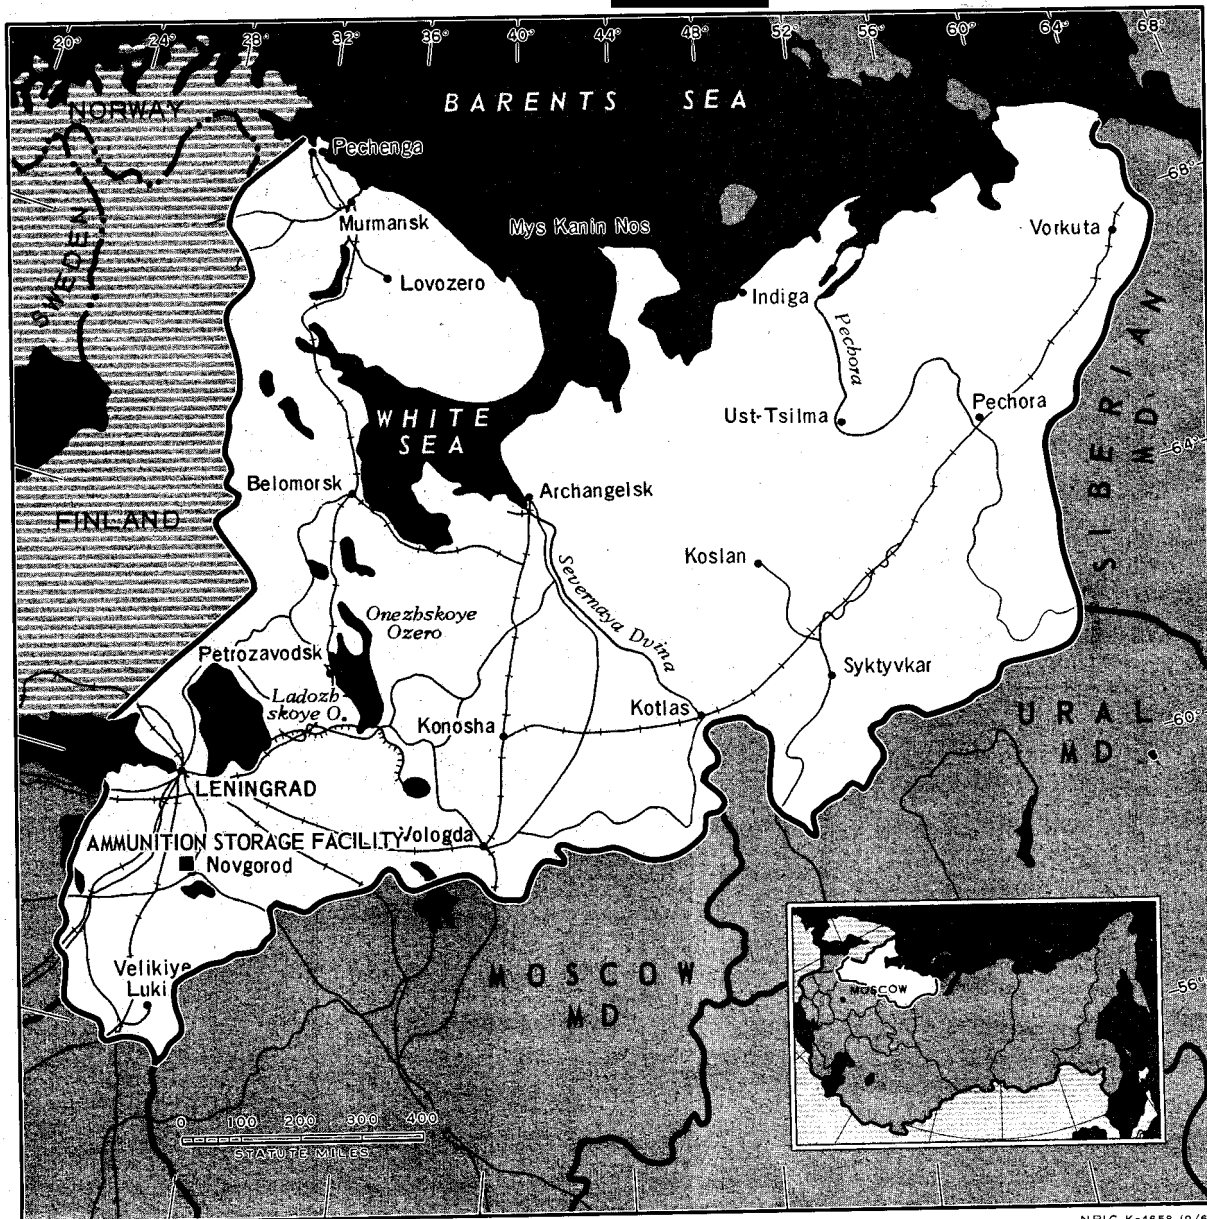 20° 24° 28° 32° 36° 40° 44° 48° 52° 56° 60° 64° 68°
BARENTS SEA
NORWAY
Pechenga
68°
Murmansk
Mys Kanin Nos
Vorkuta
SWEDEN
Lovozero
Indiga
Pechora
SIBERIAN
MD
WHITE
SEA
Ust-Tsilma
Pechora
64°
Belomorsk
Archangelsk
FINLAND
Koslan
Severnaya Dvina
Onezhskoye
Ozero
Petrozavodsk
Syktyvkar
Ladozh
skoye O.
Kotlas
Konosha
URAL
MD
60°
LENINGRAD
AMMUNITION STORAGE FACILITY
Vologda
Novgorod
Velikiye
Luki
MOSCOW
MD
MOSCOW
56°
0 100 200 300 400
STATUTE MILES